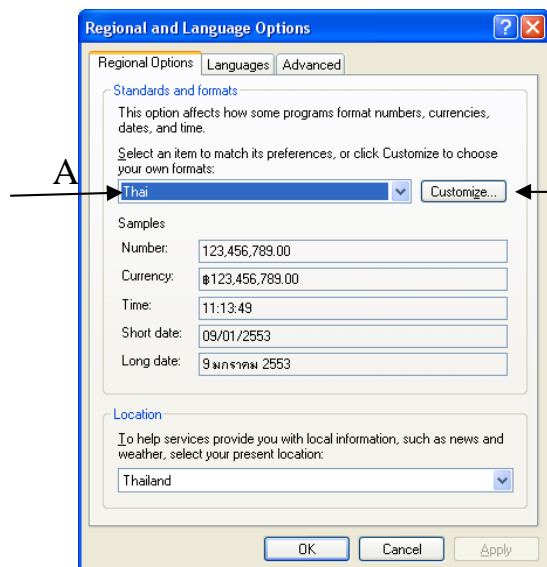 Regional and Language Options
Regional Options Languages Advanced
Standards and formats
This option affects how some programs format numbers, currencies,
dates, and time.
Select an item to match its preferences, or click Customize to choose
your own formats:
A
Thai Customize...
Samples
Number: 123,456,789.00
Currency: ฿123,456,789.00
Time: 11:13:49
Short date: 09/01/2553
Long date: 9 มกราคม 2553
Location
To help services provide you with local information, such as news and
weather, select your present location:
Thailand
OK Cancel Apply